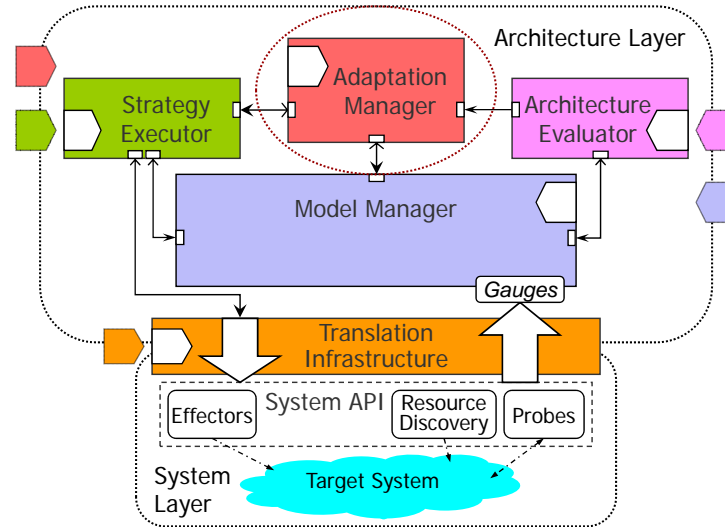 Architecture Layer
Strategy
Executor
Adaptation
Manager
Architecture
Evaluator
Model Manager
Gauges
Translation
Infrastructure
System API
Effectors
Resource
Discovery
Probes
System
Layer
Target System